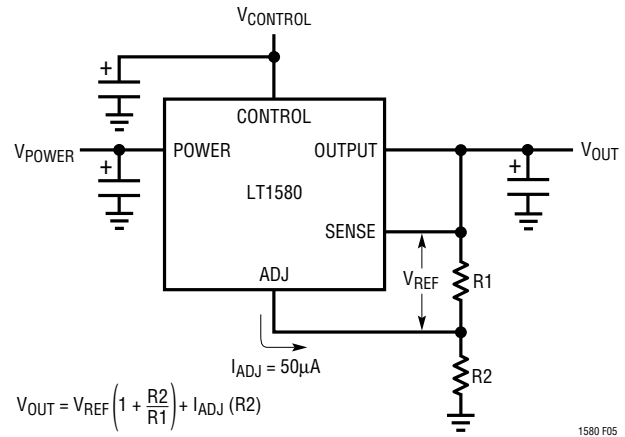 VCONTROL
+
CONTROL
VPOWER
POWER
OUTPUT
VOUT
+
+
LT1580
SENSE
VREF
R1
ADJ
IADJ = 50µA
R2
VOUT = VREF(1 + R2/R1) + IADJ (R2)
1580 F05